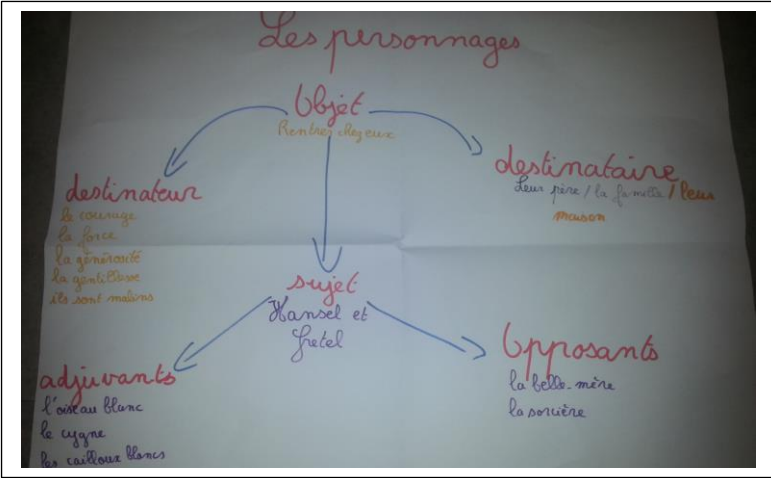 Les personnages
Objet
Rentrer chez eux
destinateur
le courage
la force
la générosité
la gentillesse
ils sont malins
destinataire
Leur père / la famille / leur
maison
sujet
Hansel et
Gretel
adjuvants
l'oiseau blanc
le cygne
les cailloux blancs
Opposants
la belle-mère
la sorcière